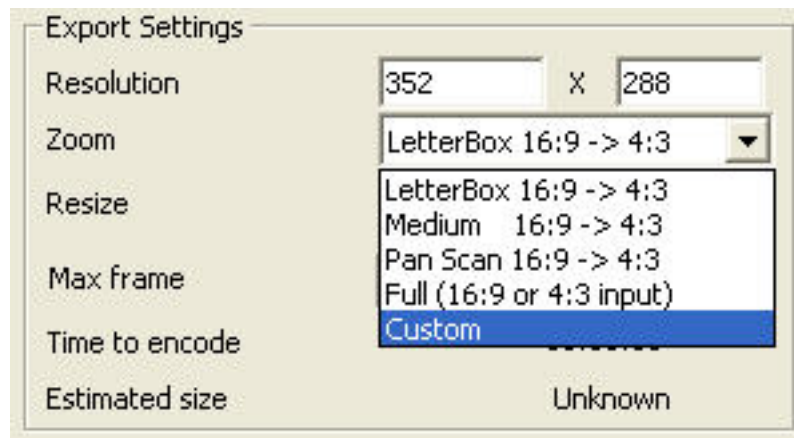 Export Settings
Resolution 352 X 288
Zoom LetterBox 16:9 -> 4:3
LetterBox 16:9 -> 4:3
Resize
Medium 16:9 -> 4:3
Pan Scan 16:9 -> 4:3
Max frame
Full (16:9 or 4:3 input)
Custom
Time to encode
Estimated size Unknown